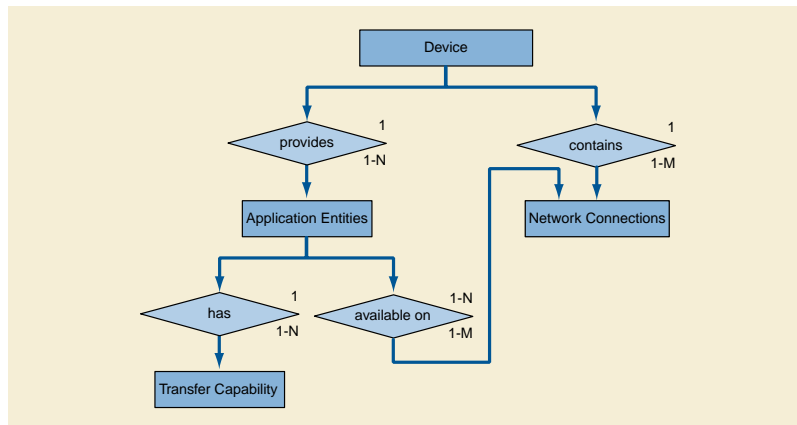 Device
1
provides
1-N
1
contains
1-M
Application Entities
Network Connections
1
has
1-N
1-N
available on
1-M
Transfer Capability